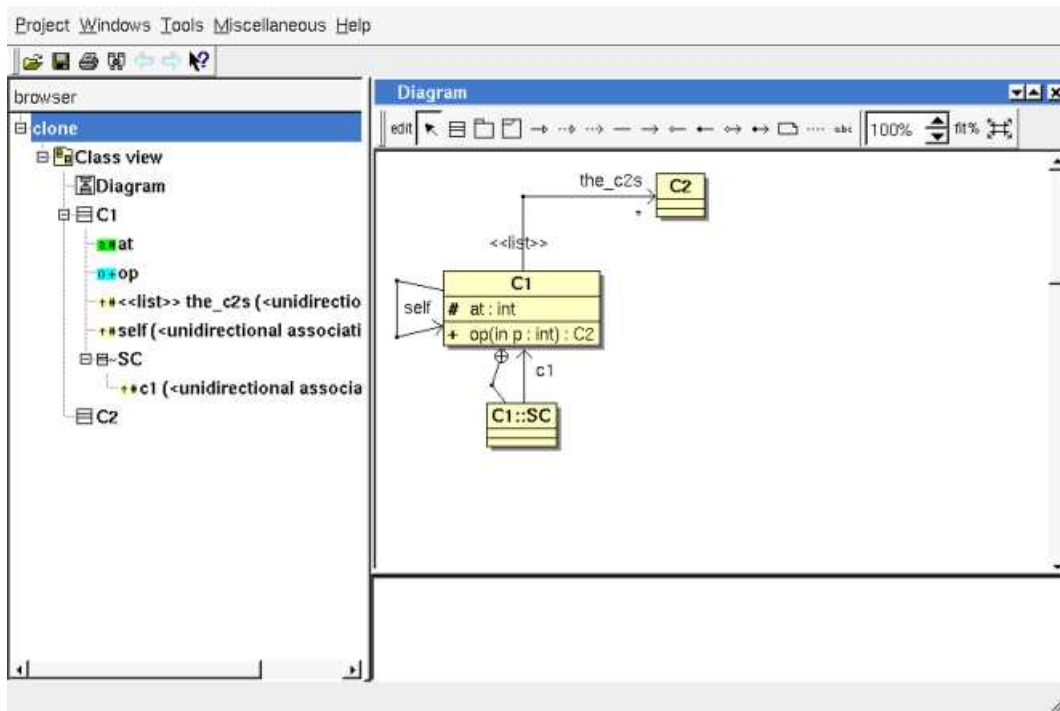 Project Windows Tools Miscellaneous Help
browser
clone
Class view
Diagram
C1
at
op
<<list>> the_c2s (<unidirectio
self (<unidirectional associati
SC
c1 (<unidirectional associa
C2
Diagram
edit abc 100% fit%
the_c2s C2
*
<<list>>
C1
self # at : int
+ op(in p : int) : C2
c1
C1::SC